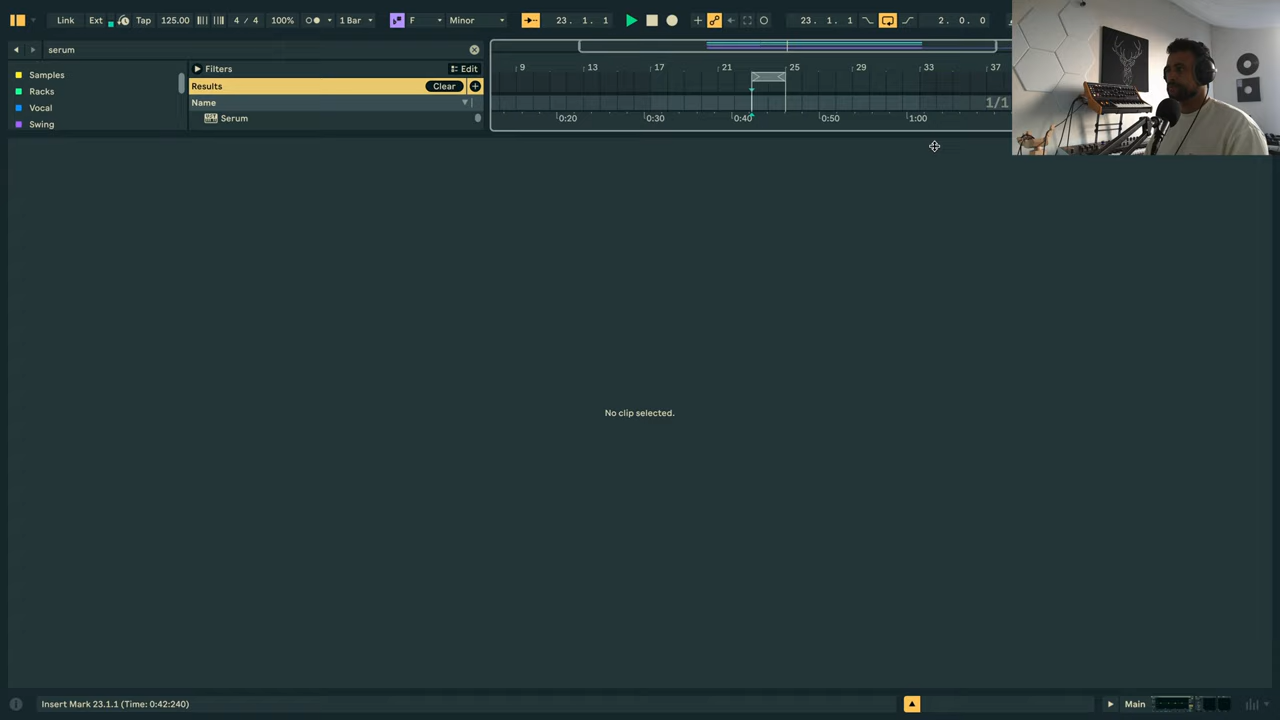 Link Ext Tap 125.00 4 / 4 100% 1 Bar F Minor 23. 1. 1 23. 1. 1 2. 0. 0
serum
Samples
Racks
Vocal
Swing
Filters Edit
Results Clear
Name
Serum
9 13 17 21 25 29 33 37
1/1
0:20 0:30 0:40 0:50 1:00
No clip selected.
Insert Mark 23.1.1 (Time: 0:42:240) Main